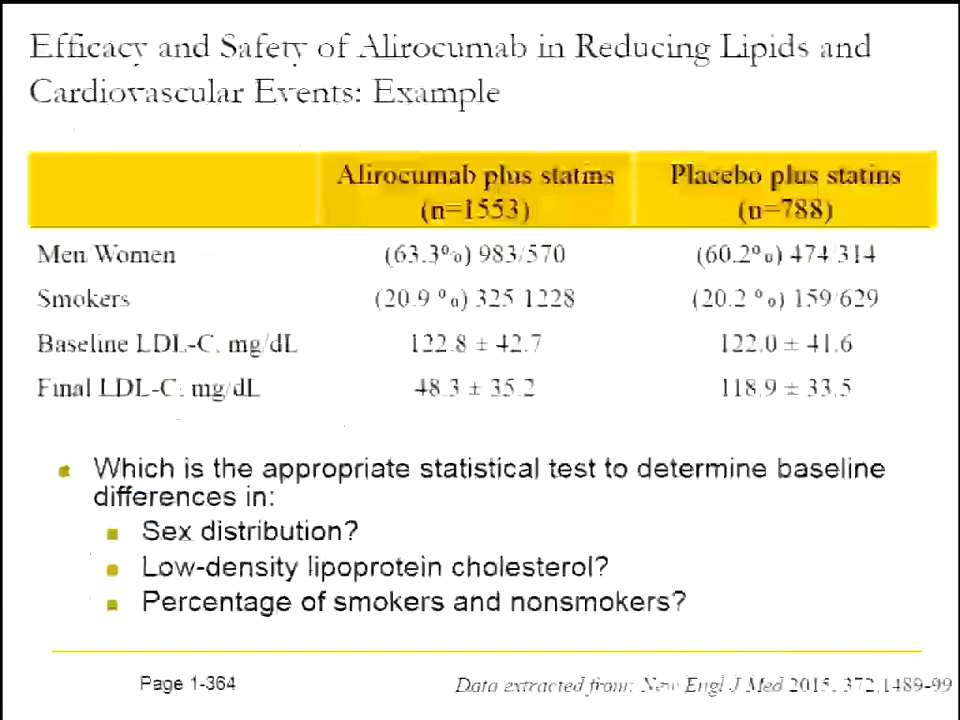 Efficacy and Safety of Alirocumab in Reducing Lipids and
Cardiovascular Events: Example
Alirocumab plus statins Placebo plus statins
(n=1553) (n=788)
Men/Women (63.3%) 983/570 (60.2%) 474/314
Smokers (20.9 %) 325/1228 (20.2 %) 159/629
Baseline LDL-C, mg/dL 122.8 ± 42.7 122.0 ± 41.6
Final LDL-C, mg/dL 48.3 ± 35.2 118.9 ± 33.5
Which is the appropriate statistical test to determine baseline
differences in:
Sex distribution?
Low-density lipoprotein cholesterol?
Percentage of smokers and nonsmokers?
Page 1-364
Data extracted from: New Engl J Med 2015, 372,1489-99